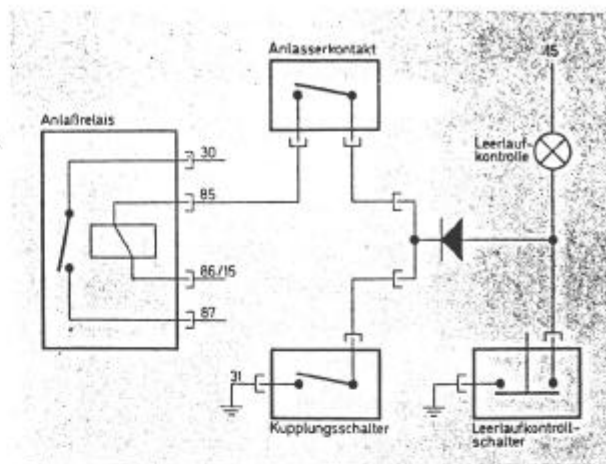 Anlasserkontakt
15
Anlaßrelais
Leerlauf-
kontrolle
30
85
86/15
87
31
Kupplungsschalter
Leerlaufkontroll-
schalter